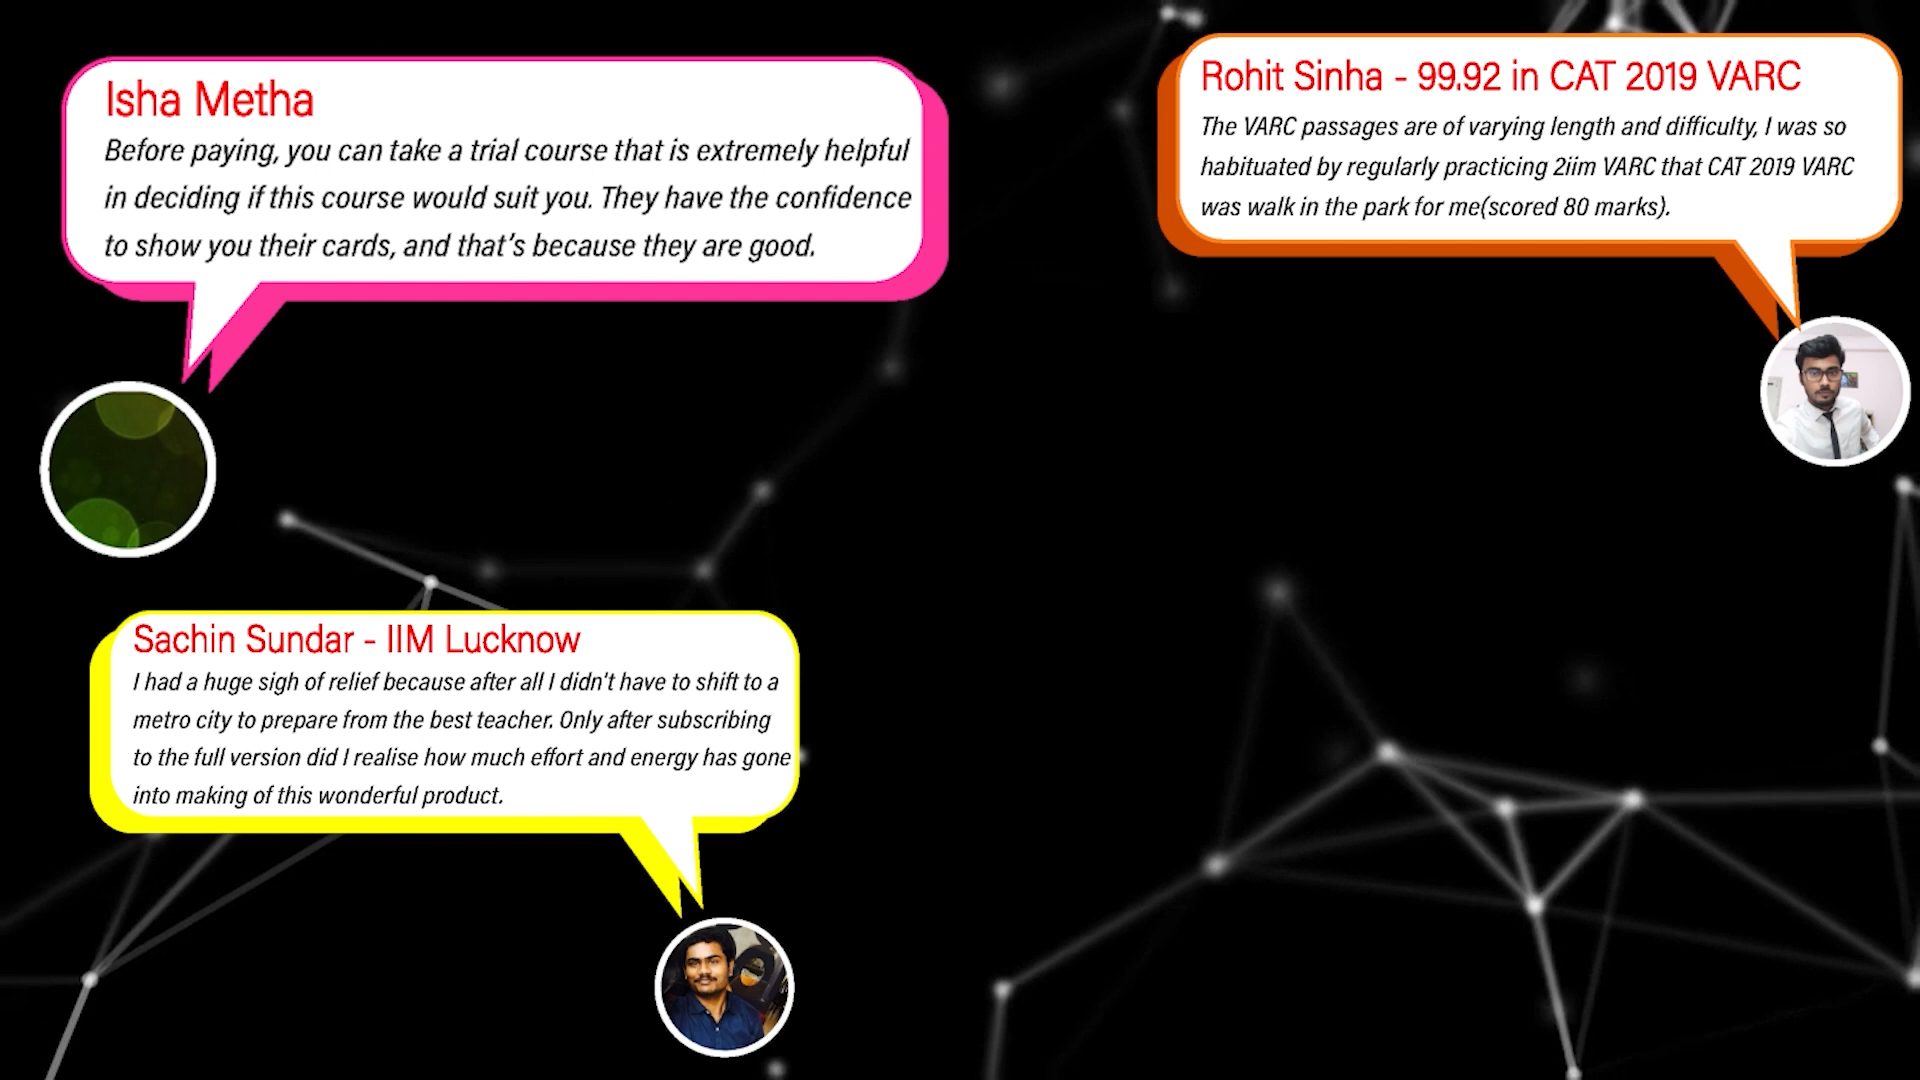 Isha Metha
Before paying, you can take a trial course that is extremely helpful
in deciding if this course would suit you. They have the confidence
to show you their cards, and that's because they are good.
Rohit Sinha - 99.92 in CAT 2019 VARC
The VARC passages are of varying length and difficulty, I was so
habituated by regularly practicing 2iim VARC that CAT 2019 VARC
was walk in the park for me(scored 80 marks).
Sachin Sundar - IIM Lucknow
I had a huge sigh of relief because after all I didn't have to shift to a
metro city to prepare from the best teacher. Only after subscribing
to the full version did I realise how much effort and energy has gone
into making of this wonderful product.